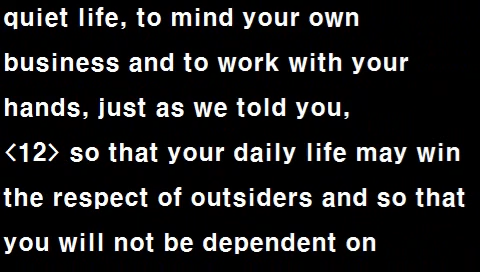 quiet life, to mind your own
business and to work with your
hands, just as we told you,
<12> so that your daily life may win
the respect of outsiders and so that
you will not be dependent on